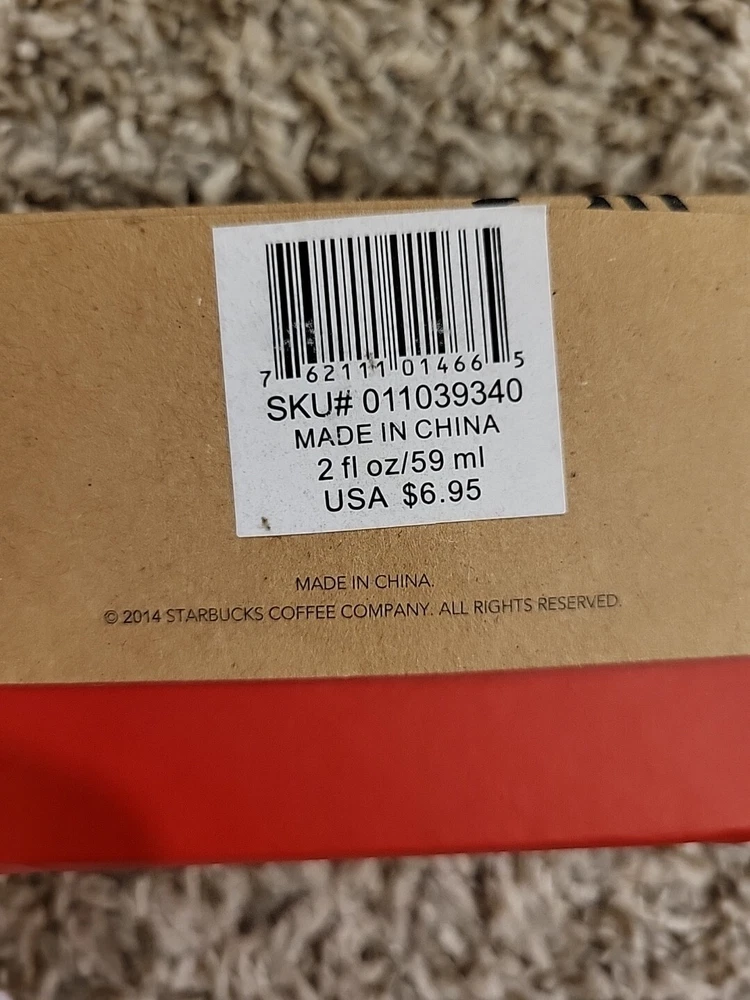 7 62111 01466 5
SKU# 011039340
MADE IN CHINA
2 fl oz/59 ml
USA $6.95
MADE IN CHINA.
© 2014 STARBUCKS COFFEE COMPANY. ALL RIGHTS RESERVED.